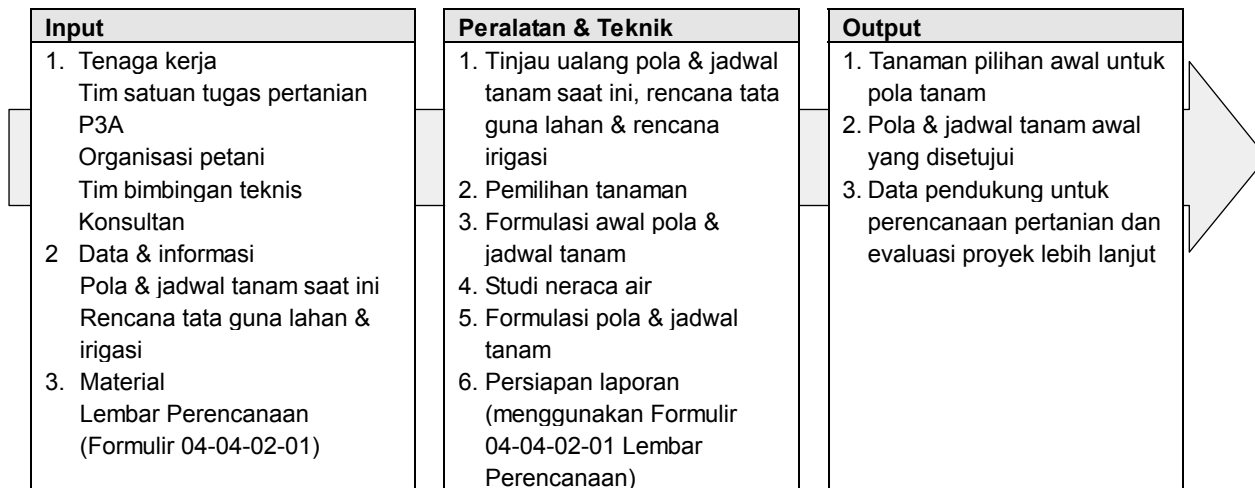 Input
1. Tenaga kerja
Tim satuan tugas pertanian
P3A
Organisasi petani
Tim bimbingan teknis
Konsultan
2 Data & informasi
Pola & jadwal tanam saat ini
Rencana tata guna lahan &
irigasi
3. Material
Lembar Perencanaan
(Formulir 04-04-02-01)
Peralatan & Teknik
1. Tinjau ualang pola & jadwal
tanam saat ini, rencana tata
guna lahan & rencana
irigasi
2. Pemilihan tanaman
3. Formulasi awal pola &
jadwal tanam
4. Studi neraca air
5. Formulasi pola & jadwal
tanam
6. Persiapan laporan
(menggunakan Formulir
04-04-02-01 Lembar
Perencanaan)
Output
1. Tanaman pilihan awal untuk
pola tanam
2. Pola & jadwal tanam awal
yang disetujui
3. Data pendukung untuk
perencanaan pertanian dan
evaluasi proyek lebih lanjut